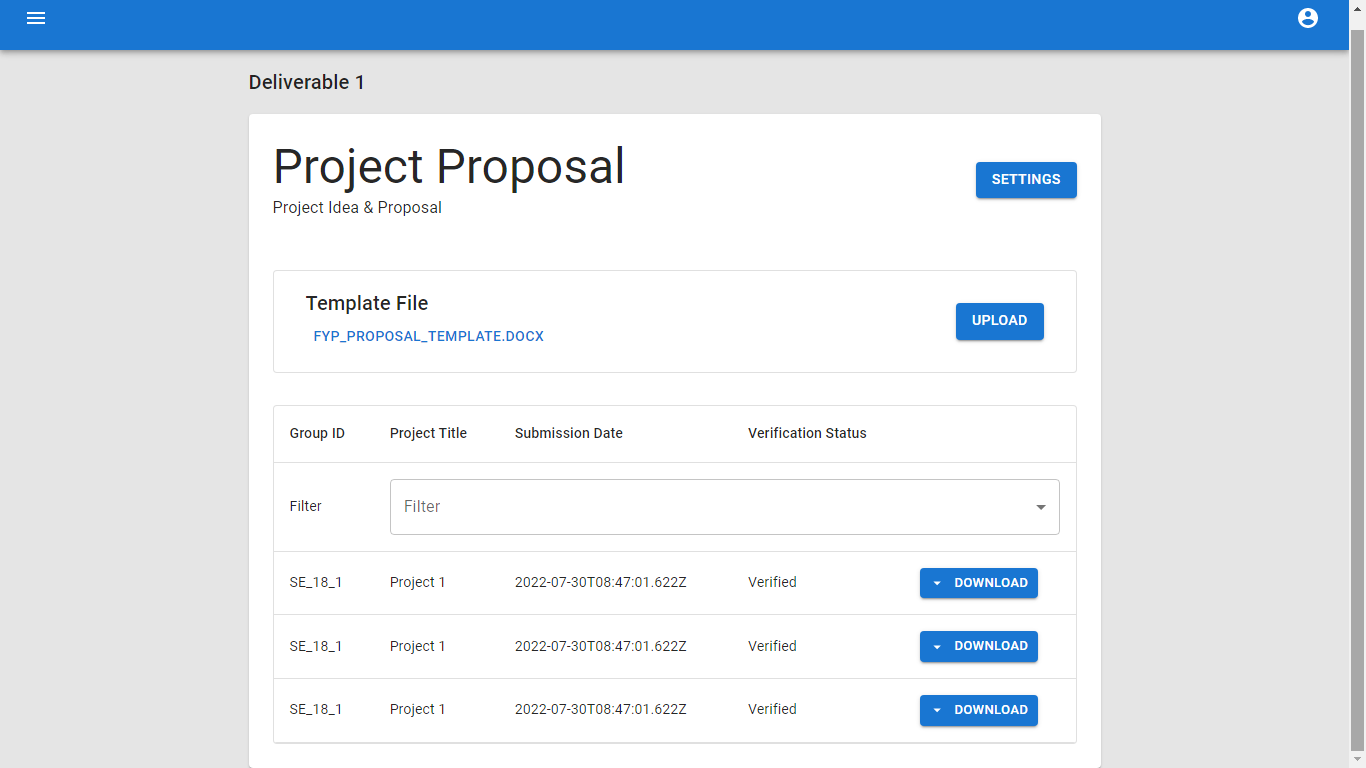 Deliverable 1
Project Proposal
SETTINGS
Project Idea & Proposal
Template File
UPLOAD
FYP_PROPOSAL_TEMPLATE.DOCX
Group ID Project Title Submission Date Verification Status
Filter Filter
SE_18_1 Project 1 2022-07-30T08:47:01.622Z Verified DOWNLOAD
SE_18_1 Project 1 2022-07-30T08:47:01.622Z Verified DOWNLOAD
SE_18_1 Project 1 2022-07-30T08:47:01.622Z Verified DOWNLOAD